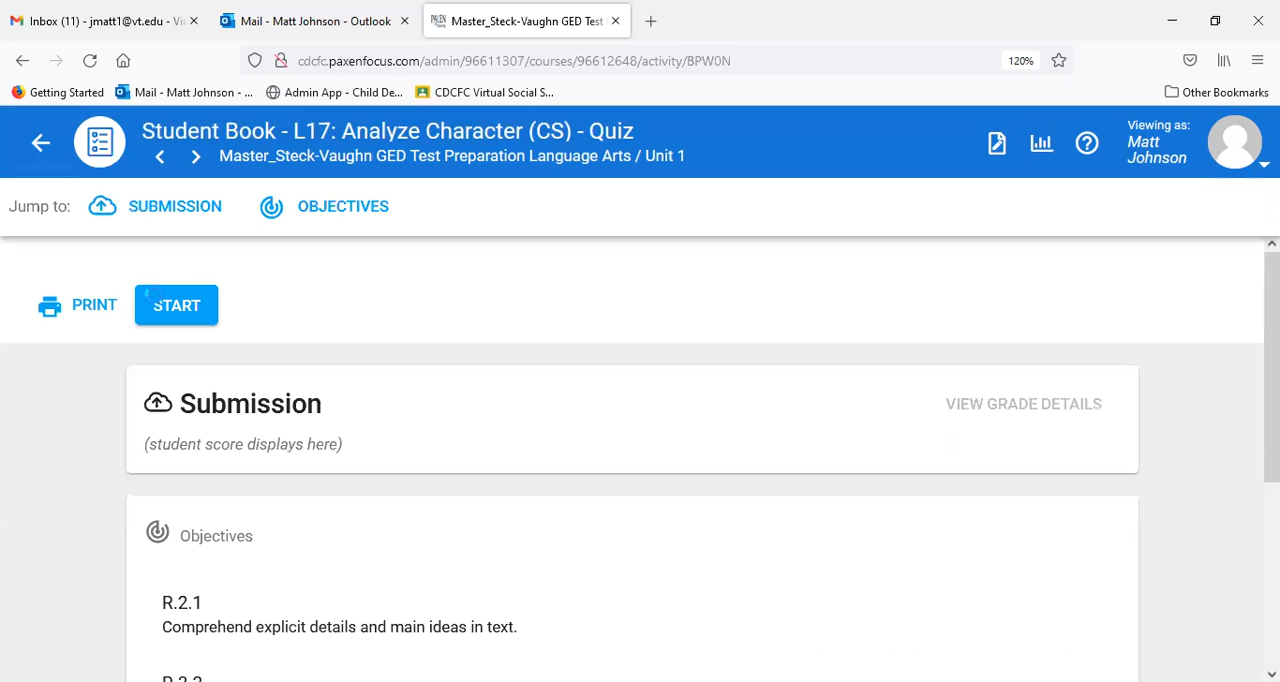 Inbox (11) - jmatt1@vt.edu - Vir
Mail - Matt Johnson - Outlook
PAXEN
Master_Steck-Vaughn GED Test
cdcfc.paxenfocus.com/admin/96611307/courses/96612648/activity/BPW0N
120%
Getting Started
Mail - Matt Johnson - ...
Admin App - Child De...
CDCFC Virtual Social S...
Other Bookmarks
Student Book - L17: Analyze Character (CS) - Quiz
Master_Steck-Vaughn GED Test Preparation Language Arts / Unit 1
Viewing as:
Matt
Johnson
Jump to:
SUBMISSION
OBJECTIVES
PRINT
START
Submission
VIEW GRADE DETAILS
(student score displays here)
Objectives
R.2.1
Comprehend explicit details and main ideas in text.